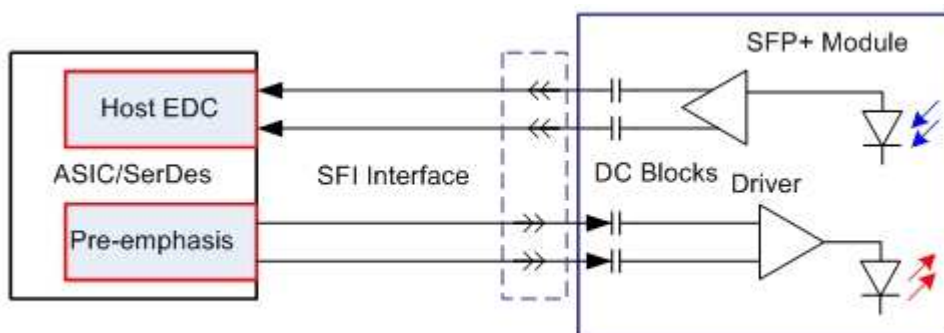 SFP+ Module
Host EDC
ASIC/SerDes
SFI Interface
DC Blocks
Driver
Pre-emphasis